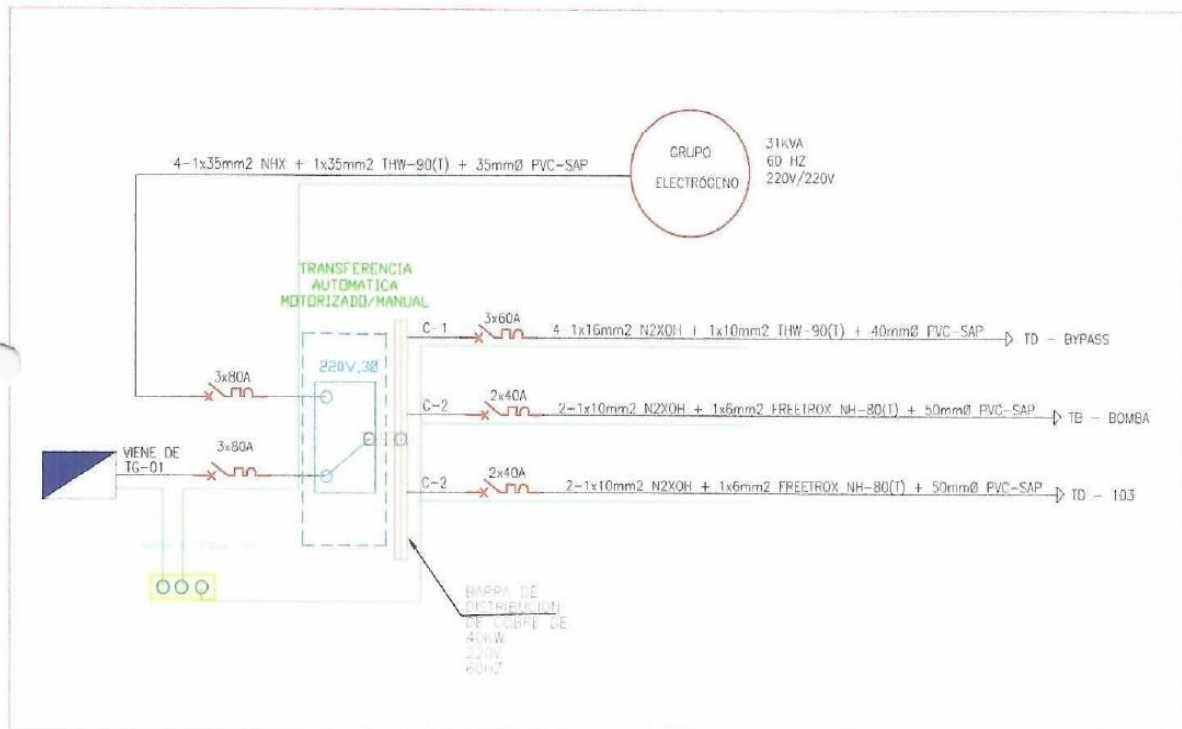 4-1x35mm2 NHX + 1x35mm2 THW-90(T) + 35mmØ PVC-SAP
GRUPO
ELECTRÓGENO
31KVA
60 HZ
220V/220V
TRANSFERENCIA
AUTOMATICA
MOTORIZADO/MANUAL
220V,3Ø
3x80A
VIENE DE
TG-01
3x80A
C-1
3x60A
4-1x16mm2 N2XOH + 1x10mm2 THW-90(T) + 40mmØ PVC-SAP
TD - BYPASS
C-2
2x40A
2-1x10mm2 N2XOH + 1x6mm2 FREETROX NH-80(T) + 50mmØ PVC-SAP
TB - BOMBA
C-2
2x40A
2-1x10mm2 N2XOH + 1x6mm2 FREETROX NH-80(T) + 50mmØ PVC-SAP
TD - 103
BARRA DE
DISTRIBUCION
DE COBRE DE
40KW
220V
60HZ